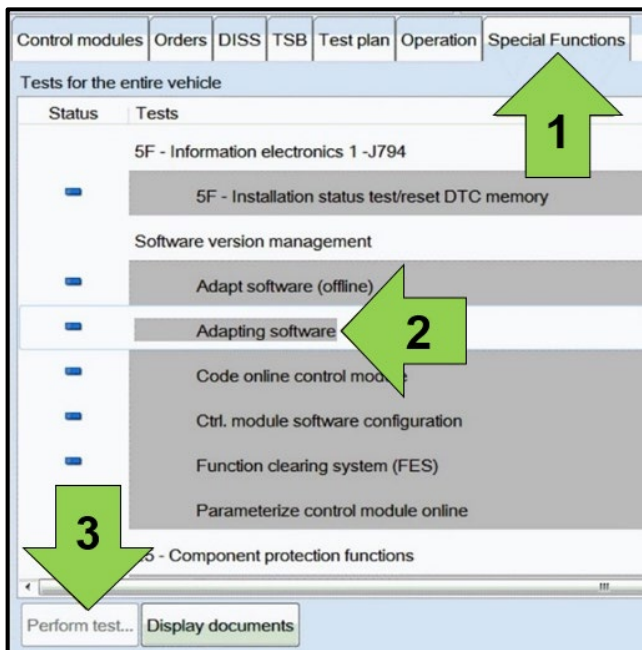 Control modules Orders DISS TSB Test plan Operation Special Functions
Tests for the entire vehicle
Status Tests
1
5F - Information electronics 1 -J794
5F - Installation status test/reset DTC memory
Software version management
Adapt software (offline)
Adapting software
2
Code online control module
Ctrl. module software configuration
Function clearing system (FES)
Parameterize control module online
3
5 - Component protection functions
Perform test... Display documents